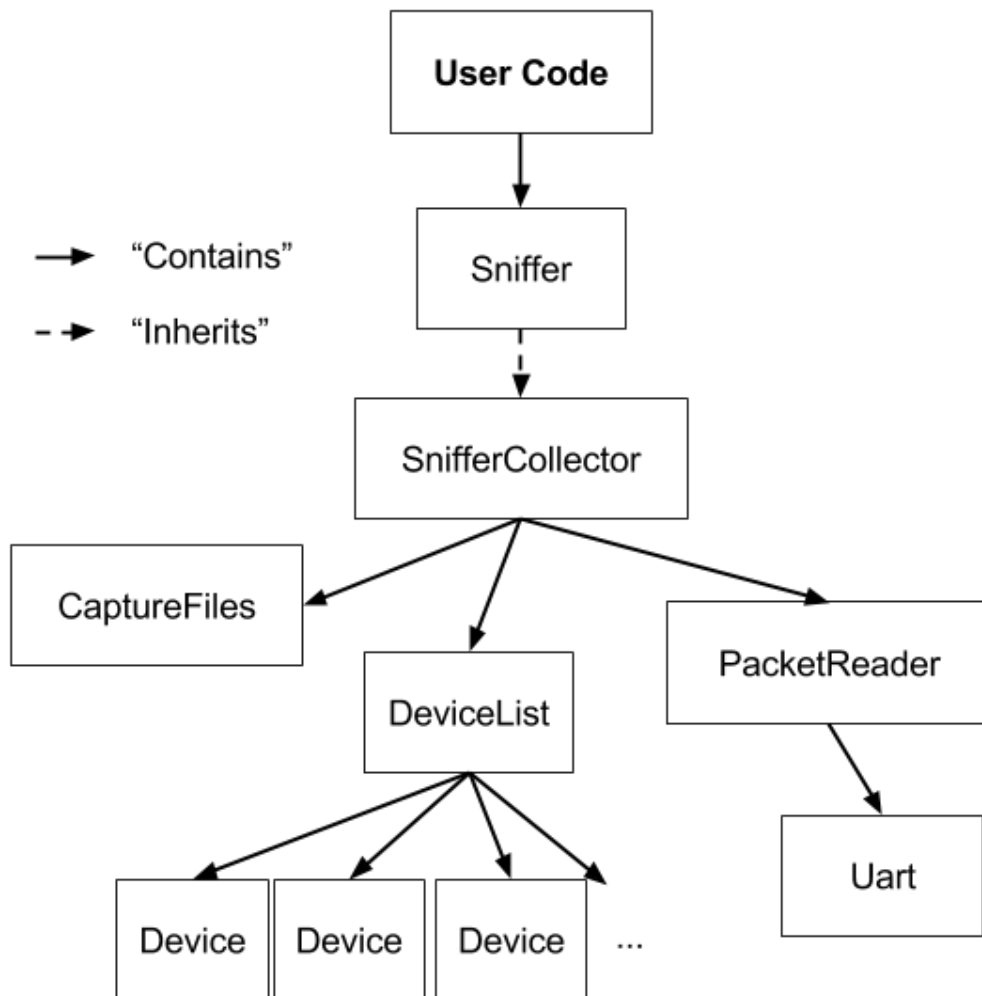 User Code
Sniffer
“Contains”
“Inherits”
SnifferCollector
CaptureFiles
DeviceList
PacketReader
Uart
Device
Device
Device
...